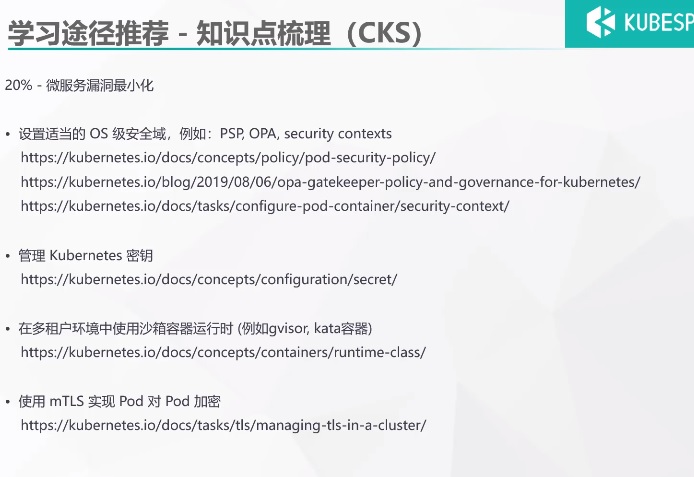 学习途径推荐 - 知识点梳理（CKS）
KUBESP
20% - 微服务漏洞最小化
• 设置适当的 OS 级安全域，例如：PSP, OPA, security contexts
https://kubernetes.io/docs/concepts/policy/pod-security-policy/
https://kubernetes.io/blog/2019/08/06/opa-gatekeeper-policy-and-governance-for-kubernetes/
https://kubernetes.io/docs/tasks/configure-pod-container/security-context/
• 管理 Kubernetes 密钥
https://kubernetes.io/docs/concepts/configuration/secret/
• 在多租户环境中使用沙箱容器运行时 (例如gvisor, kata容器)
https://kubernetes.io/docs/concepts/containers/runtime-class/
• 使用 mTLS 实现 Pod 对 Pod 加密
https://kubernetes.io/docs/tasks/tls/managing-tls-in-a-cluster/